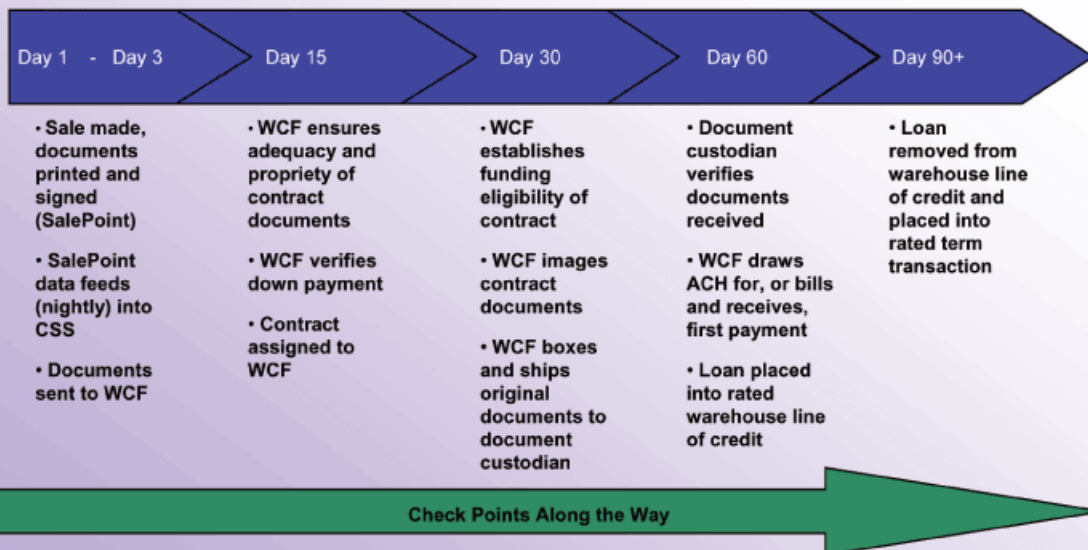 Day 1 - Day 3
Day 15
Day 30
Day 60
Day 90+
• Sale made,
documents
printed and
signed
(SalePoint)
• SalePoint
data feeds
(nightly) into
CSS
• Documents
sent to WCF
• WCF ensures
adequacy and
propriety of
contract
documents
• WCF verifies
down payment
• Contract
assigned to
WCF
• WCF
establishes
funding
eligibility of
contract
• WCF images
contract
documents
• WCF boxes
and ships
original
documents to
document
custodian
• Document
custodian
verifies
documents
received
• WCF draws
ACH for, or bills
and receives,
first payment
• Loan placed
into rated
warehouse line
of credit
• Loan
removed from
warehouse line
of credit and
placed into
rated term
transaction
Check Points Along the Way